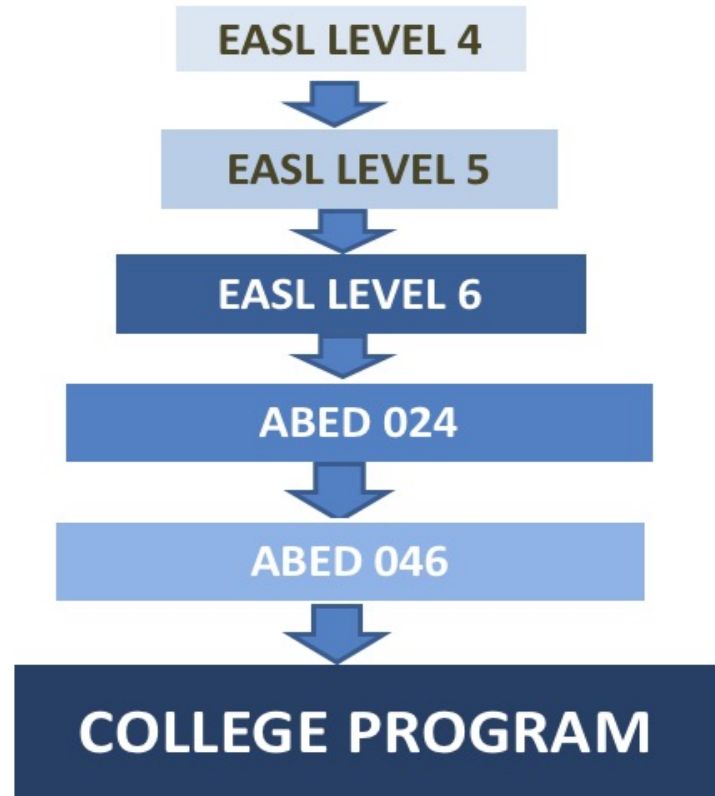 EASL LEVEL 4
EASL LEVEL 5
EASL LEVEL 6
ABED 024
ABED 046
COLLEGE PROGRAM